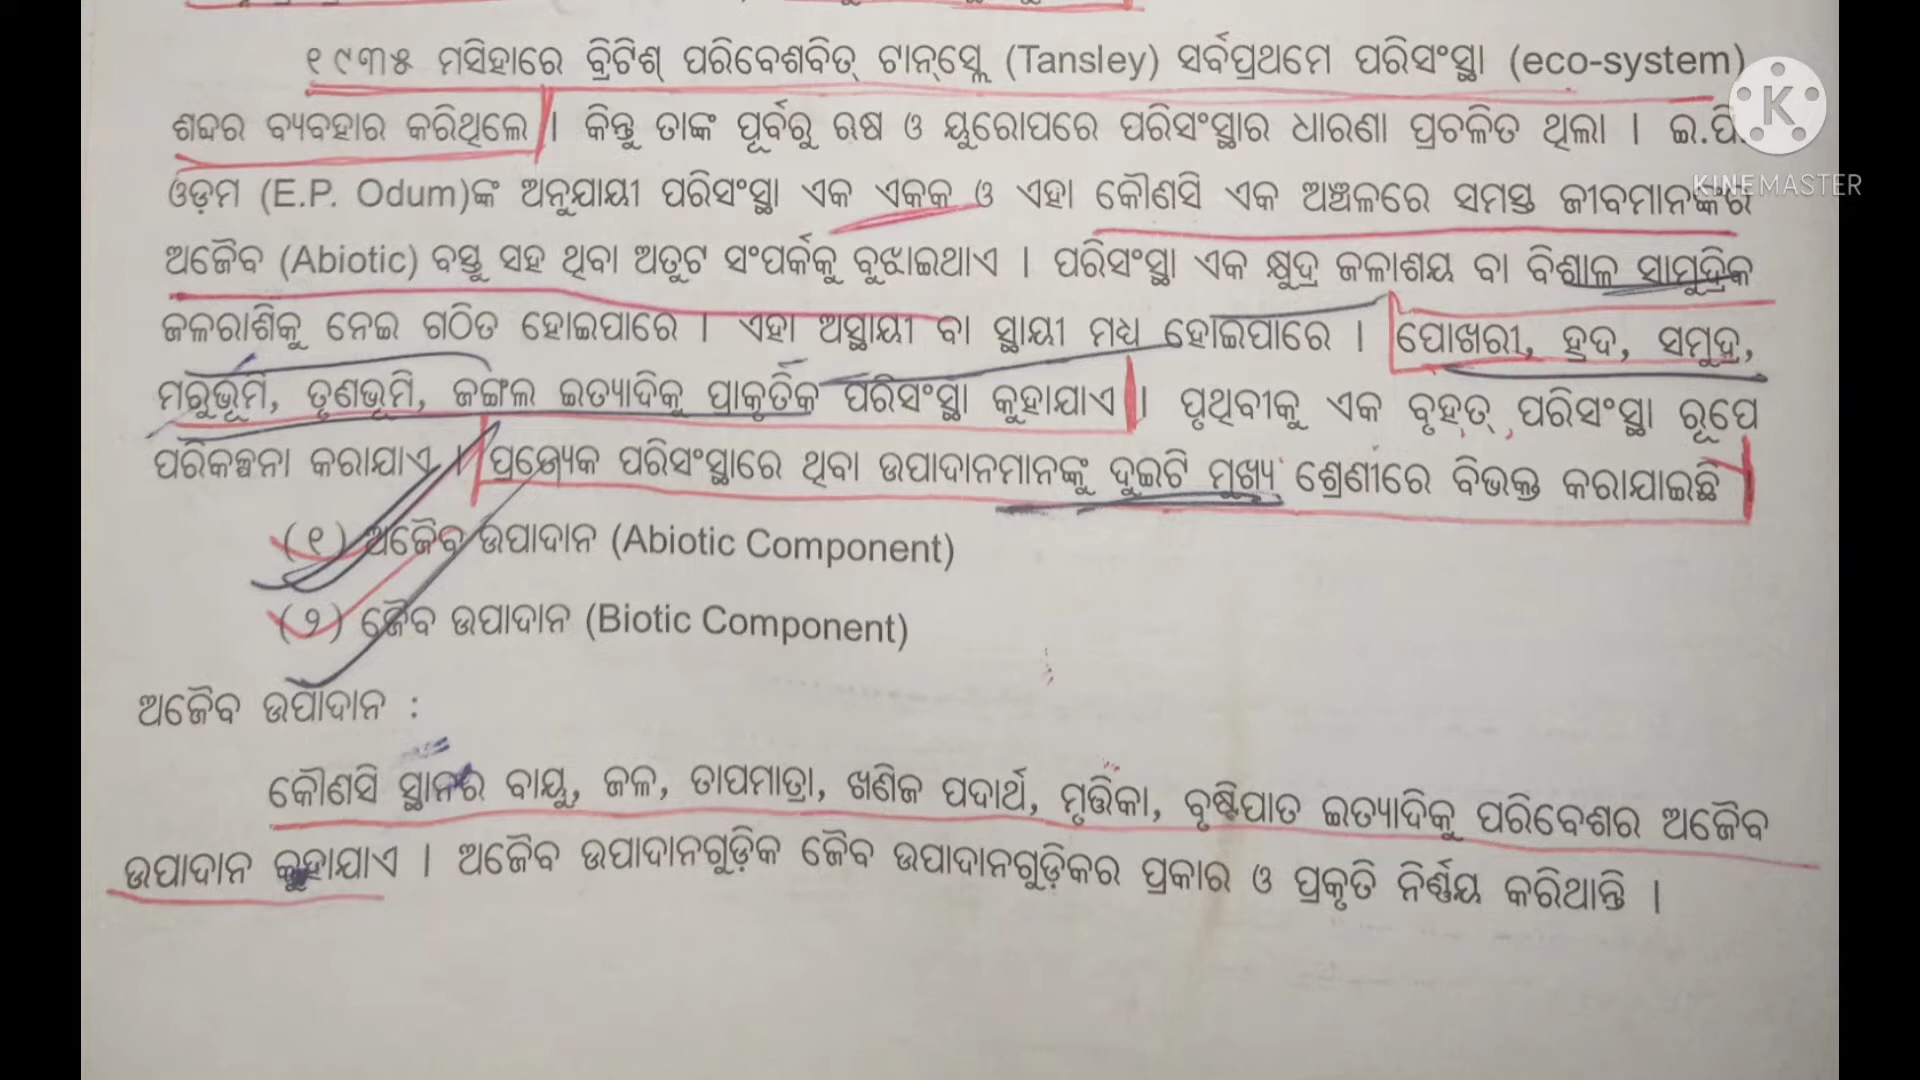 ୧୯୩୫ ମସିହାରେ ବ୍ରିଟିଶ୍ ପରିବେଶବିତ୍ ଟାନ୍‌ସ୍ଲେ (Tansley) ସର୍ବପ୍ରଥମେ ପରିସଂସ୍ଥା (eco-system)
ଶବ୍ଦର ବ୍ୟବହାର କରିଥିଲେ । କିନ୍ତୁ ତାଙ୍କ ପୂର୍ବରୁ ଋଷ ଓ ୟୁରୋପରେ ପରିସଂସ୍ଥାର ଧାରଣା ପ୍ରଚଳିତ ଥିଲା । ଇ.ପି.
ଓଡ଼ମ (E.P. Odum)ଙ୍କ ଅନୁଯାୟୀ ପରିସଂସ୍ଥା ଏକ ଏକକ ଓ ଏହା କୌଣସି ଏକ ଅଞ୍ଚଳରେ ସମସ୍ତ ଜୀବମାନଙ୍କର
KINEMASTER
ଅଜୈବ (Abiotic) ବସ୍ତୁ ସହ ଥିବା ଅତୁଟ ସଂପର୍କକୁ ବୁଝାଇଥାଏ । ପରିସଂସ୍ଥା ଏକ କ୍ଷୁଦ୍ର ଜଳାଶୟ ବା ବିଶାଳ ସାମୁଦ୍ରିକ
ଜଳରାଶିକୁ ନେଇ ଗଠିତ ହୋଇପାରେ । ଏହା ଅସ୍ଥାୟୀ ବା ସ୍ଥାୟୀ ମଧ୍ୟ ହୋଇପାରେ । ପୋଖରୀ, ହ୍ରଦ, ସମୁଦ୍ର,
ମରୁଭୂମି, ତୃଣଭୂମି, ଜଙ୍ଗଲ ଇତ୍ୟାଦିକୁ ପ୍ରାକୃତିକ ପରିସଂସ୍ଥା କୁହାଯାଏ । ପୃଥିବୀକୁ ଏକ ବୃହତ୍ ପରିସଂସ୍ଥା ରୂପେ
ପରିକଳ୍ପନା କରାଯାଏ । ପ୍ରତ୍ୟେକ ପରିସଂସ୍ଥାରେ ଥିବା ଉପାଦାନମାନଙ୍କୁ ଦୁଇଟି ମୁଖ୍ୟ ଶ୍ରେଣୀରେ ବିଭକ୍ତ କରାଯାଇଛି
(୧) ଅଜୈବ ଉପାଦାନ (Abiotic Component)
(୨) ଜୈବ ଉପାଦାନ (Biotic Component)
ଅଜୈବ ଉପାଦାନ :
କୌଣସି ସ୍ଥାନର ବାୟୁ, ଜଳ, ତାପମାତ୍ରା, ଖଣିଜ ପଦାର୍ଥ, ମୃତ୍ତିକା, ବୃଷ୍ଟିପାତ ଇତ୍ୟାଦିକୁ ପରିବେଶର ଅଜୈବ
ଉପାଦାନ କୁହାଯାଏ । ଅଜୈବ ଉପାଦାନଗୁଡ଼ିକ ଜୈବ ଉପାଦାନଗୁଡ଼ିକର ପ୍ରକାର ଓ ପ୍ରକୃତି ନିର୍ଣ୍ଣୟ କରିଥାନ୍ତି ।